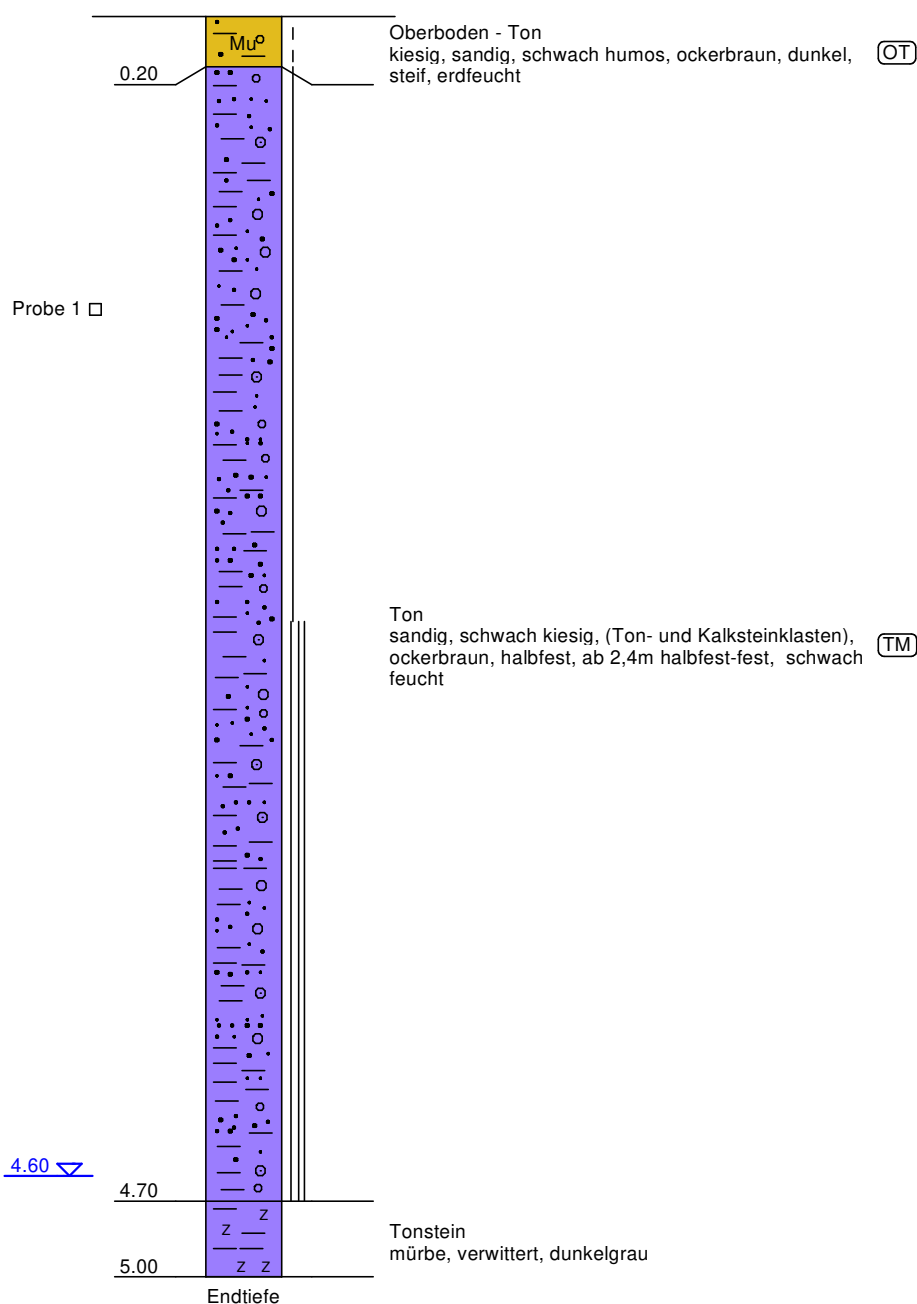 Oberboden - Ton
kiesig, sandig, schwach humos, ockerbraun, dunkel,
steif, erdfeucht
OT
Mu
0.20
Probe 1
Ton
sandig, schwach kiesig, (Ton- und Kalksteinklasten),
ockerbraun, halbfest, ab 2,4m halbfest-fest, schwach
feucht
TM
4.60
4.70
z
z
z z
Tonstein
mürbe, verwittert, dunkelgrau
5.00
Endtiefe